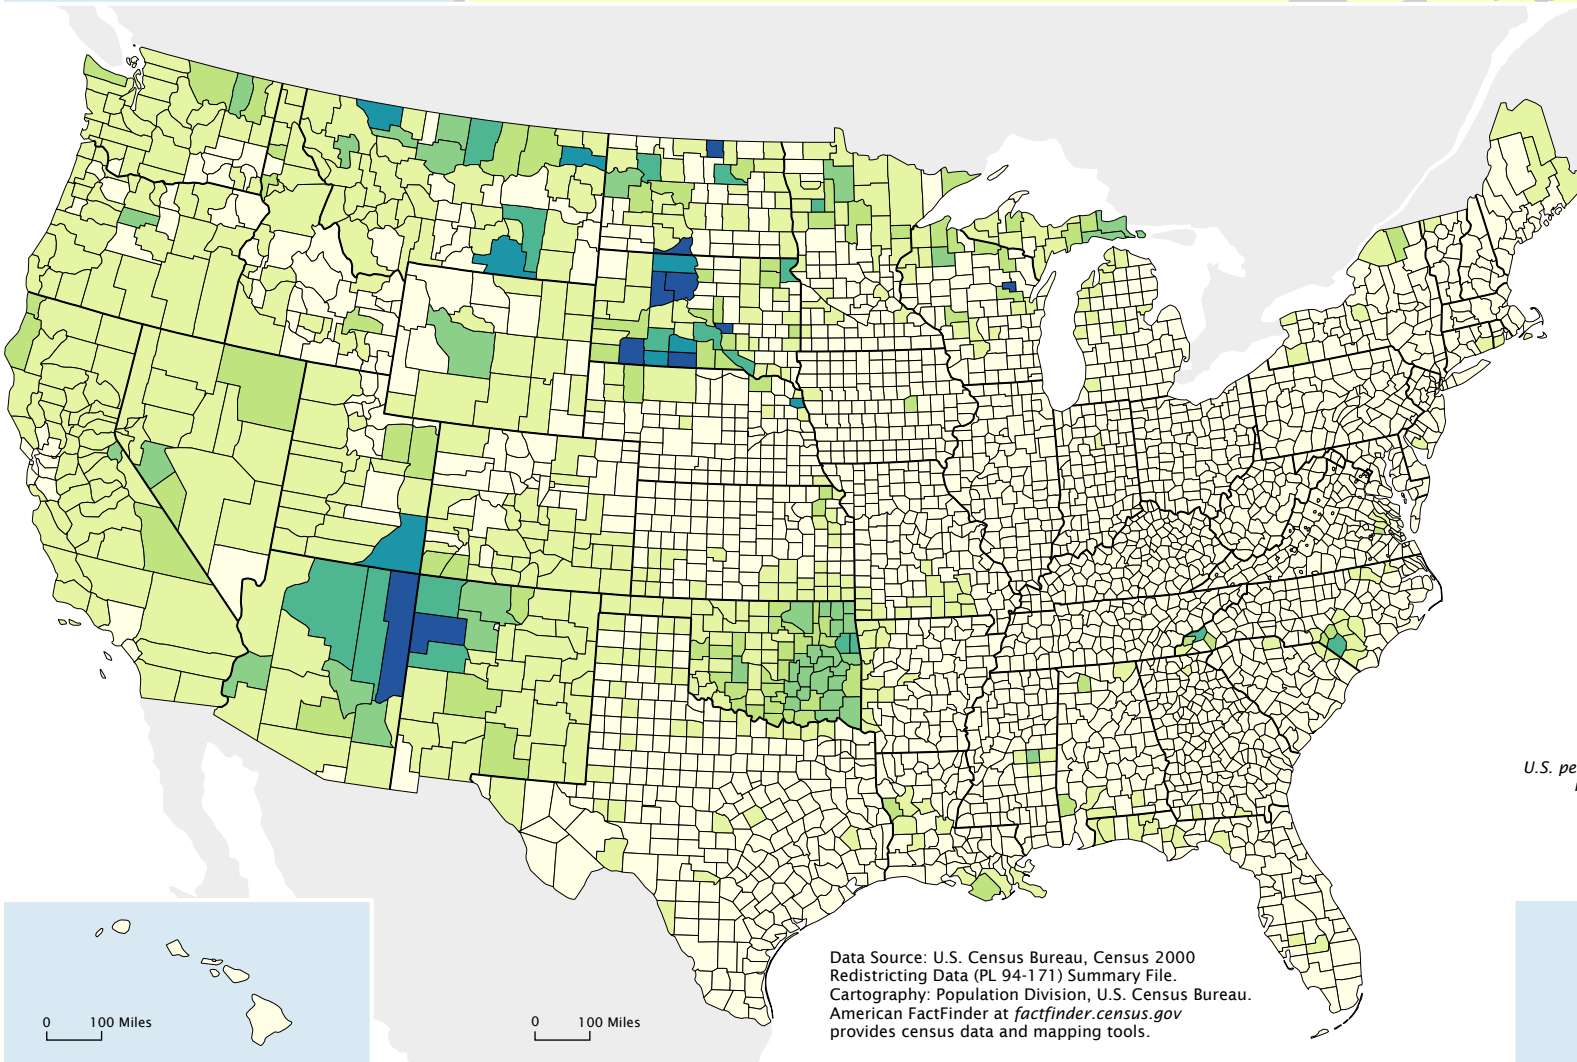 U.S. pe
Data Source: U.S. Census Bureau, Census 2000
Redistricting Data (PL 94-171) Summary File.
Cartography: Population Division, U.S. Census Bureau.
American FactFinder at factfinder.census.gov
provides census data and mapping tools.
0 100 Miles
0 100 Miles